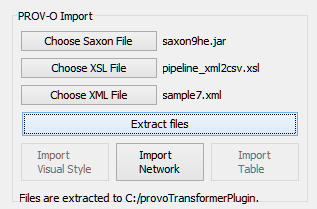 PROV-O Import
Choose Saxon File saxon9he.jar
Choose XSL File pipeline_xml2csv.xsl
Choose XML File sample7.xml
Extract files
Import Visual Style
Import Network
Import Table
Files are extracted to C:/provoTransformerPlugin.